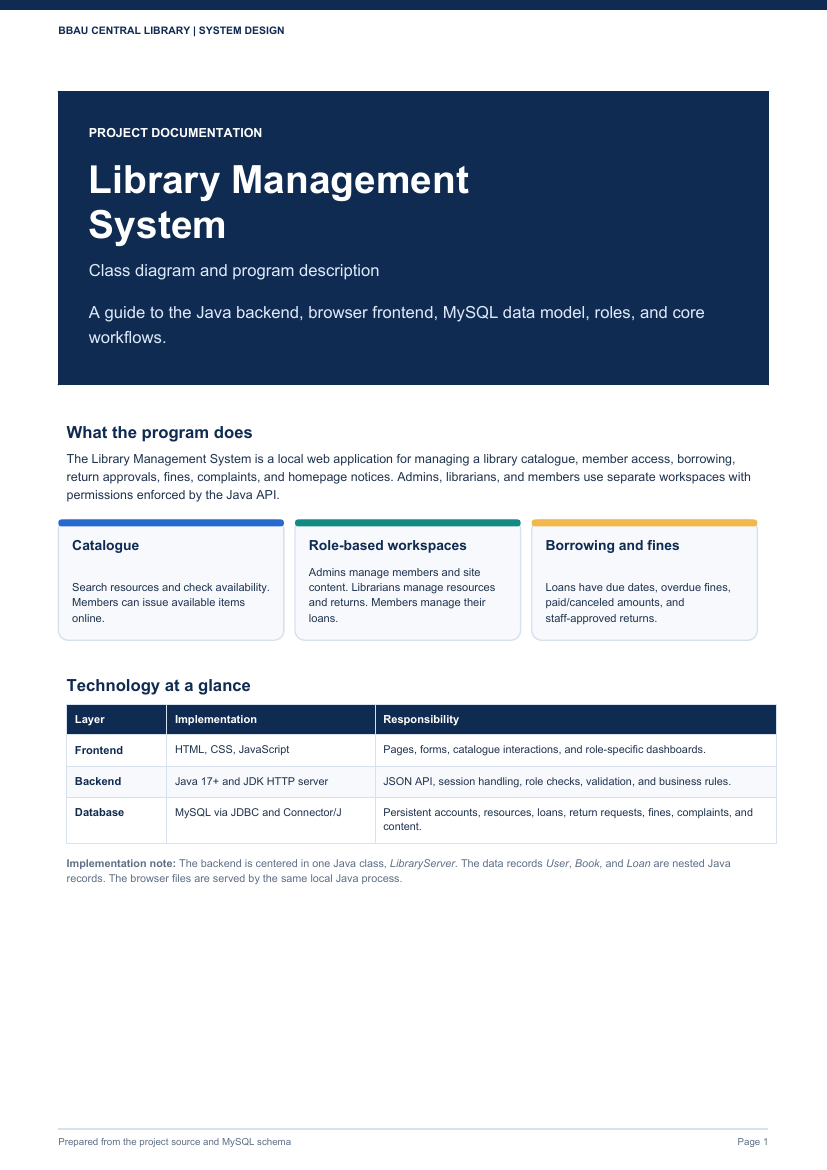 BBAU CENTRAL LIBRARY | SYSTEM DESIGN
PROJECT DOCUMENTATION
Library Management
System
Class diagram and program description
A guide to the Java backend, browser frontend, MySQL data model, roles, and core
workflows.
What the program does
The Library Management System is a local web application for managing a library catalogue, member access, borrowing,
return approvals, fines, complaints, and homepage notices. Admins, librarians, and members use separate workspaces with
permissions enforced by the Java API.
Catalogue
Search resources and check availability.
Members can issue available items
online.
Role-based workspaces
Admins manage members and site
content. Librarians manage resources
and returns. Members manage their
loans.
Borrowing and fines
Loans have due dates, overdue fines,
paid/canceled amounts, and
staff-approved returns.
Technology at a glance
Layer Implementation Responsibility
Frontend HTML, CSS, JavaScript Pages, forms, catalogue interactions, and role-specific dashboards.
Backend Java 17+ and JDK HTTP server JSON API, session handling, role checks, validation, and business rules.
Database MySQL via JDBC and Connector/J Persistent accounts, resources, loans, return requests, fines, complaints, and
content.
Implementation note: The backend is centered in one Java class, LibraryServer. The data records User, Book, and Loan are nested Java
records. The browser files are served by the same local Java process.
Prepared from the project source and MySQL schema Page 1